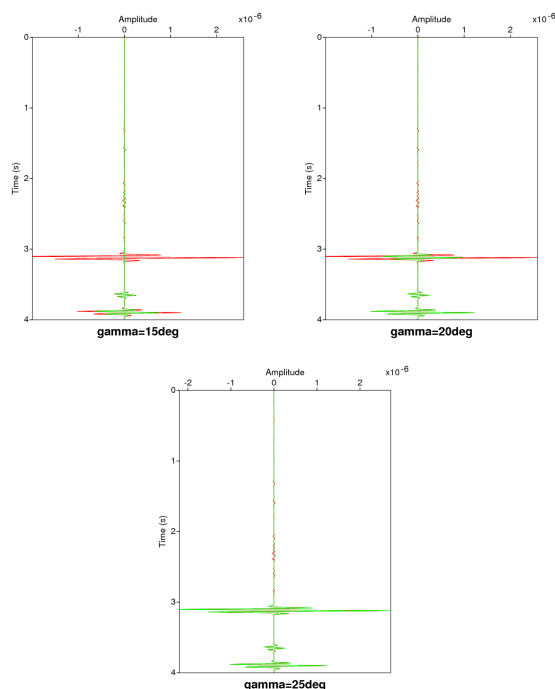 Amplitude
x10-6
-1 0 1 2
0
1
2
3
4
Time (s)
gamma=15deg
Amplitude
x10-6
-1 0 1 2
0
1
2
3
4
Time (s)
gamma=20deg
Amplitude
x10-6
-2 -1 0 1 2
0
1
2
3
4
Time (s)
gamma=25deg